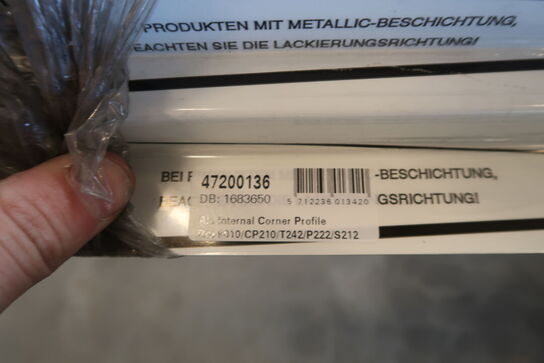 PRODUKTEN MIT METALLIC-BESCHICHTUNG,
EACHTEN SIE DIE LACKIERUNGSRICHTUNG!
BEI -BESCHICHTUNG,
47200136
DB: 1683650
5 712236 013420
GSRICHTUNG!
Internal Corner Profile
010/CP210/T242/P222/S212